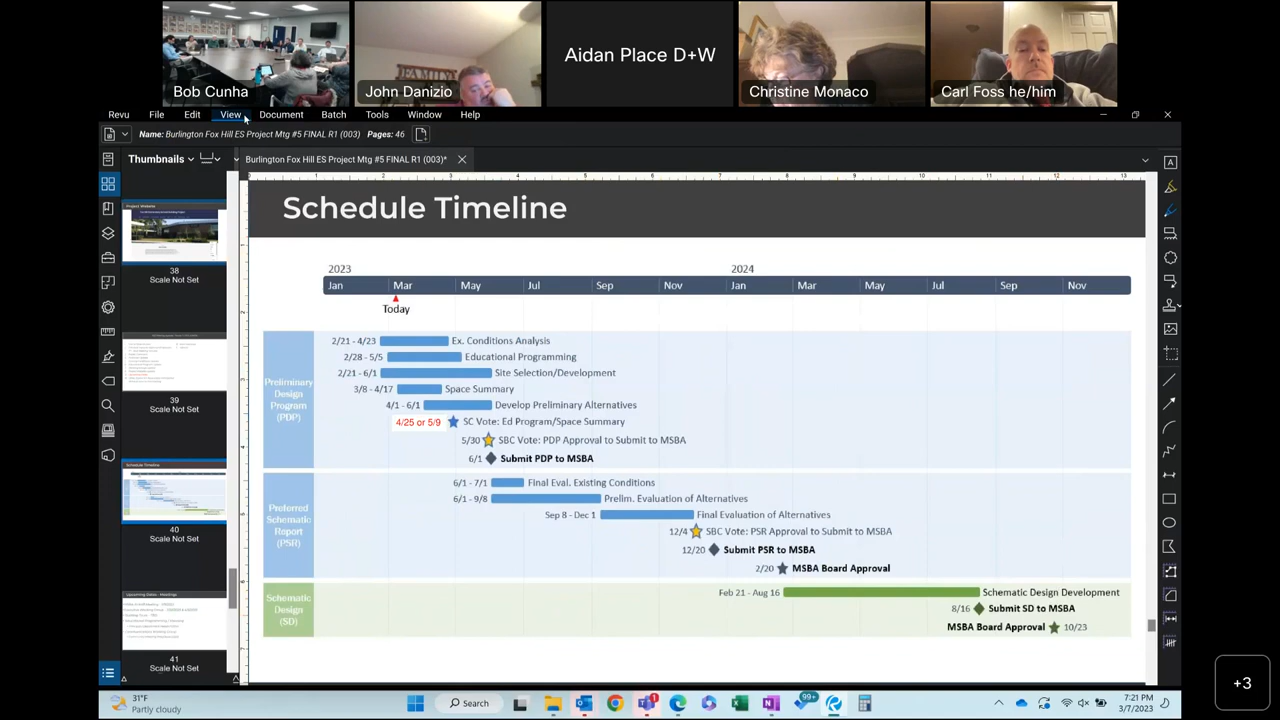 Bob Cunha
John Danizio
Aidan Place D+W
Christine Monaco
Carl Foss he/him
Revu File Edit View Document Batch Tools Window Help
Name: Burlington Fox Hill ES Project Mtg #5 FINAL R1 (003) Pages: 46
Thumbnails
Burlington Fox Hill ES Project Mtg #5 FINAL R1 (003)*
Project Website
38
Scale Not Set
39
Scale Not Set
Schedule Timeline
40
Scale Not Set
Upcoming Dates - Meetings
41
Scale Not Set
Schedule Timeline
2023 2024
Jan Mar May Jul Sep Nov Jan Mar May Jul Sep Nov
Today
Preliminary
Design
Program
(PDP)
2/21 - 4/23 Ex. Conditions Analysis
2/28 - 5/5 Educational Programming
2/21 - 6/1 Site Selection/Development
3/8 - 4/17 Space Summary
4/1 - 6/1 Develop Preliminary Alternatives
4/25 or 5/9 SC Vote: Ed Program/Space Summary
5/30 SBC Vote: PDP Approval to Submit to MSBA
6/1 Submit PDP to MSBA
Preferred
Schematic
Report
(PSR)
6/1 - 7/1 Final Eval. Existing Conditions
6/1 - 9/8 Prelim. Evaluation of Alternatives
Sep 8 - Dec 1 Final Evaluation of Alternatives
12/4 SBC Vote: PSR Approval to Submit to MSBA
12/20 Submit PSR to MSBA
2/20 MSBA Board Approval
Schematic
Design
(SD)
Feb 21 - Aug 16 Schematic Design Development
8/16 Submit SD to MSBA
MSBA Board Approval 10/23
+3
31°F
Partly cloudy
Search
1
99+
7:21 PM
3/7/2023